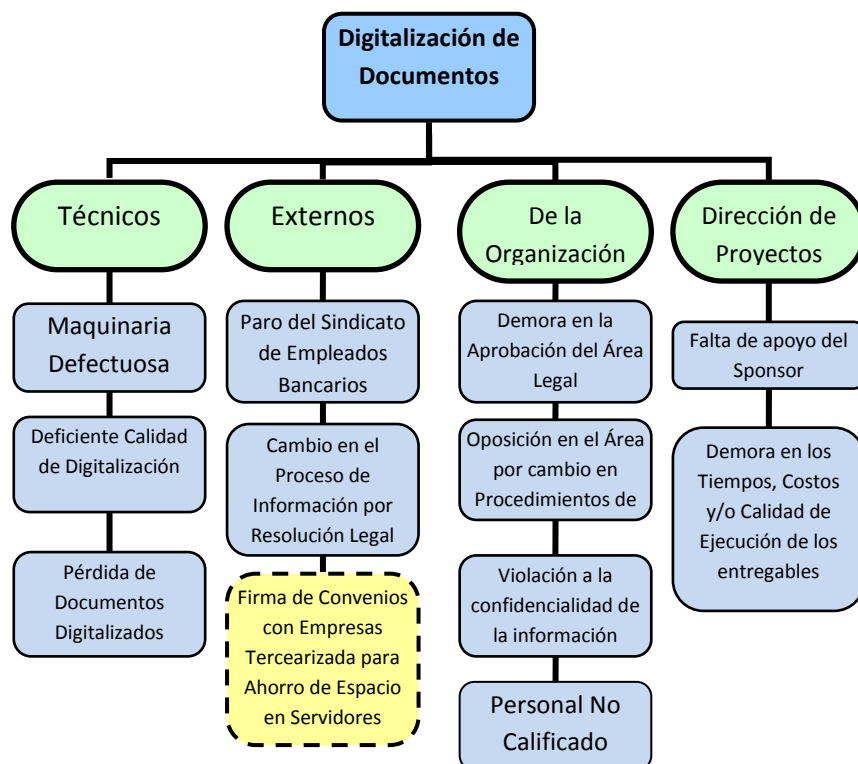 Digitalización de
Documentos
Técnicos
Maquinaria
Defectuosa
Deficiente Calidad
de Digitalización
Pérdida de
Documentos
Digitalizados
Externos
Paro del Sindicato
de Empleados
Bancarios
Cambio en el
Proceso de
Información por
Resolución Legal
Firma de Convenios
con Empresas
Tercearizada para
Ahorro de Espacio
en Servidores
De la
Organización
Demora en la
Aprobación del Área
Legal
Oposición en el Área
por cambio en
Procedimientos de
Violación a la
confidencialidad de
la información
Personal No
Calificado
Dirección de
Proyectos
Falta de apoyo del
Sponsor
Demora en los
Tiempos, Costos
y/o Calidad de
Ejecución de los
entregables